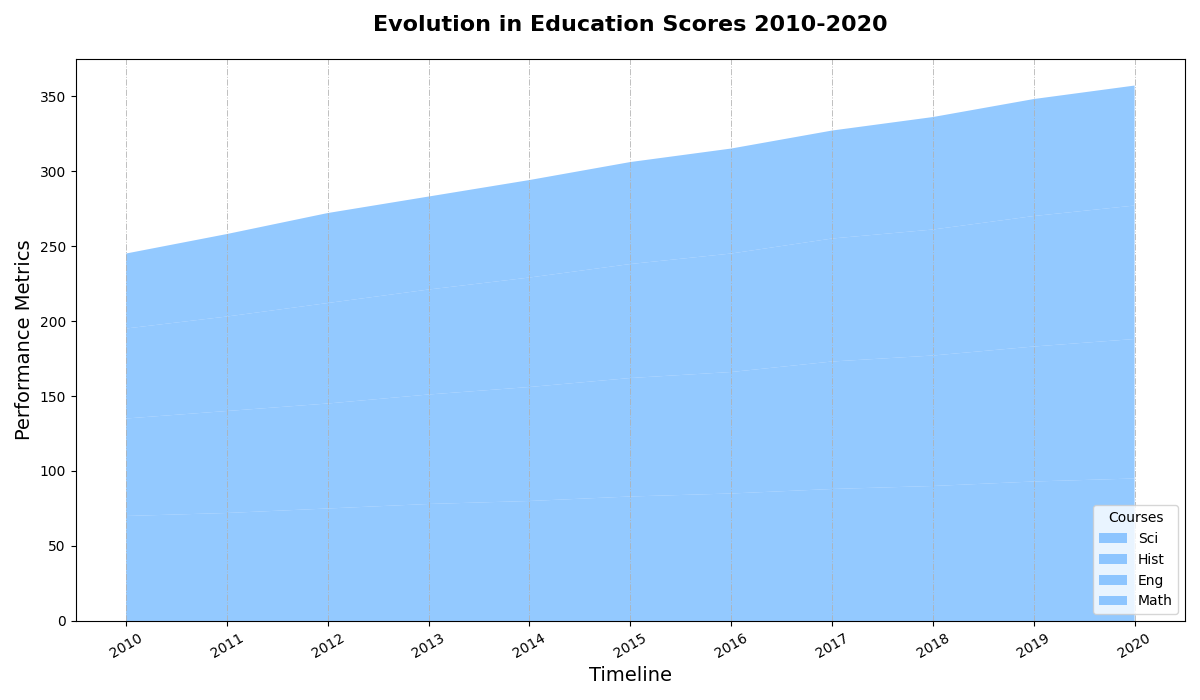 Evolution in Education Scores 2010-2020
Performance Metrics
350
300
250
200
150
100
50
0
Courses
Sci
Hist
Eng
Math
2010 2011 2012 2013 2014 2015 2016 2017 2018 2019 2020
Timeline